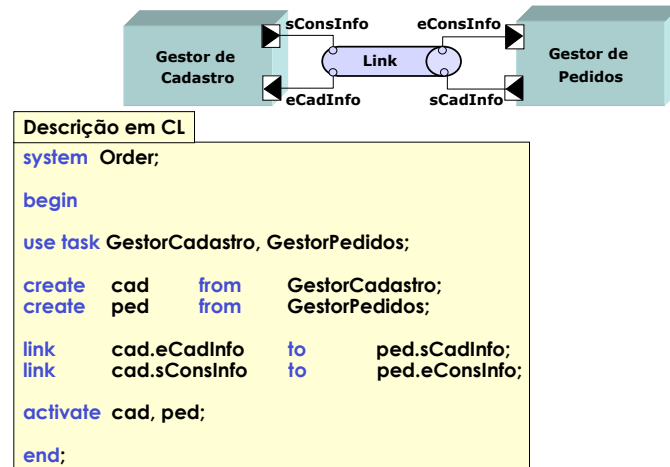 sConsInfo eConsInfo
Gestor de
Cadastro
Link
Gestor de
Pedidos
eCadInfo sCadInfo
Descrição em CL
system Order;
begin
use task GestorCadastro, GestorPedidos;
create cad from GestorCadastro;
create ped from GestorPedidos;
link cad.eCadInfo to ped.sCadInfo;
link cad.sConsInfo to ped.eConsInfo;
activate cad, ped;
end;